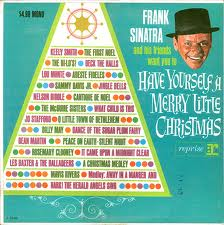 $4.98 MONO
FRANK
SINATRA
and his friends
want you to
HAVE YOURSELF A
MERRY LITTLE
CHRISTMAS
reprise
KEELY SMITH ★ THE FIRST NOEL
THE HI-LO'S! ★ DECK THE HALLS
LOU MONTE ★ ADESTE FIDELES
SAMMY DAVIS JR. ★ JINGLE BELLS
NELSON RIDDLE ★ CANTIQUE DE NOEL
THE McGUIRE SISTERS ★ WHAT CHILD IS THIS
JO STAFFORD ★ LITTLE TOWN OF BETHLEHEM
BILLY MAY ★ DANCE OF THE SUGAR PLUM FAIRY
DEAN MARTIN ★ PEACE ON EARTH-SILENT NIGHT
ROSEMARY CLOONEY ★ IT CAME UPON A MIDNIGHT CLEAR
LES BAXTER & THE BALLADEERS ★ A CHRISTMAS MEDLEY
MAVIS RIVERS ★ Medley: AWAY IN A MANGER AND
HARK! THE HERALD ANGELS SING